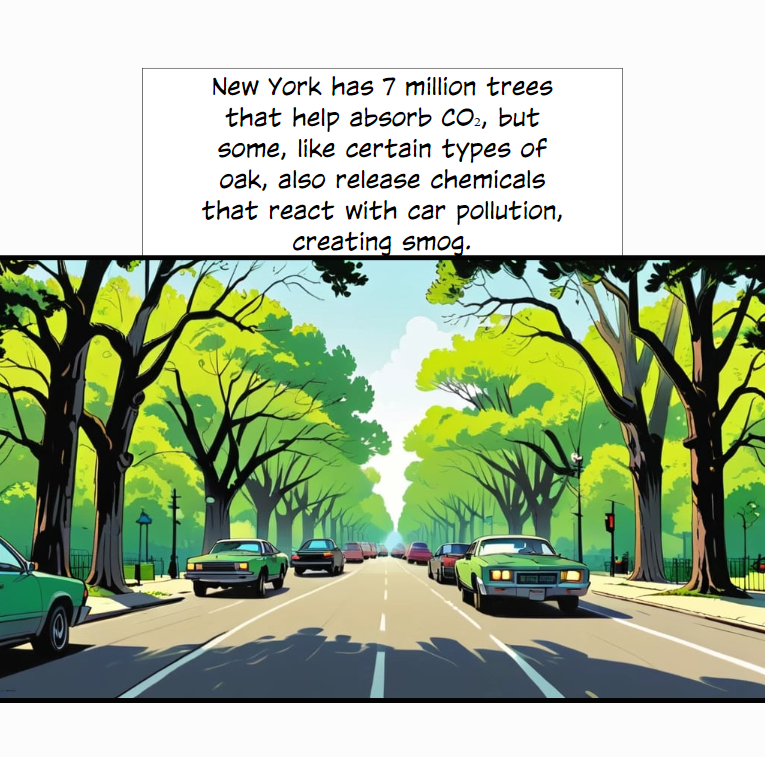 New York has 7 million trees
that help absorb CO₂, but
some, like certain types of
oak, also release chemicals
that react with car pollution,
creating smog.